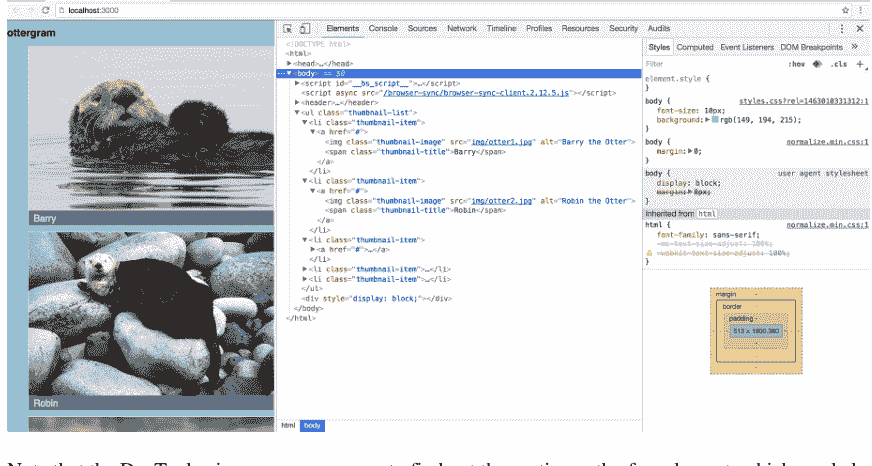 localhost:3000
ottergram
Barry
Robin
Elements Console Sources Network Timeline Profiles Resources Security Audits
<!DOCTYPE html>
<html>
<head>…</head>
<body> == $0
<script id="__bs_script__">…</script>
<script async src="/browser-sync/browser-sync-client.2.12.5.js"></script>
<header>…</header>
<ul class="thumbnail-list">
<li class="thumbnail-item">
<a href="#">
<img class="thumbnail-image" src="img/otter1.jpg" alt="Barry the Otter">
<span class="thumbnail-title">Barry</span>
</a>
</li>
<li class="thumbnail-item">
<a href="#">
<img class="thumbnail-image" src="img/otter2.jpg" alt="Robin the Otter">
<span class="thumbnail-title">Robin</span>
</a>
</li>
<li class="thumbnail-item">
<a href="#">…</a>
</li>
<li class="thumbnail-item">…</li>
<li class="thumbnail-item">…</li>
</ul>
<div style="display: block;"></div>
</body>
</html>
html body
Styles Computed Event Listeners DOM Breakpoints »
Filter :hov .cls +
element.style {
}
body { styles.css?rel=1463018331312:1
font-size: 10px;
background: rgb(149, 194, 215);
}
body { normalize.min.css:1
margin: 0;
}
body { user agent stylesheet
display: block;
margin: 8px;
}
Inherited from html
html { normalize.min.css:1
font-family: sans-serif;
-ms-text-size-adjust: 100%;
-webkit-text-size-adjust: 100%;
}
margin -
border -
padding -